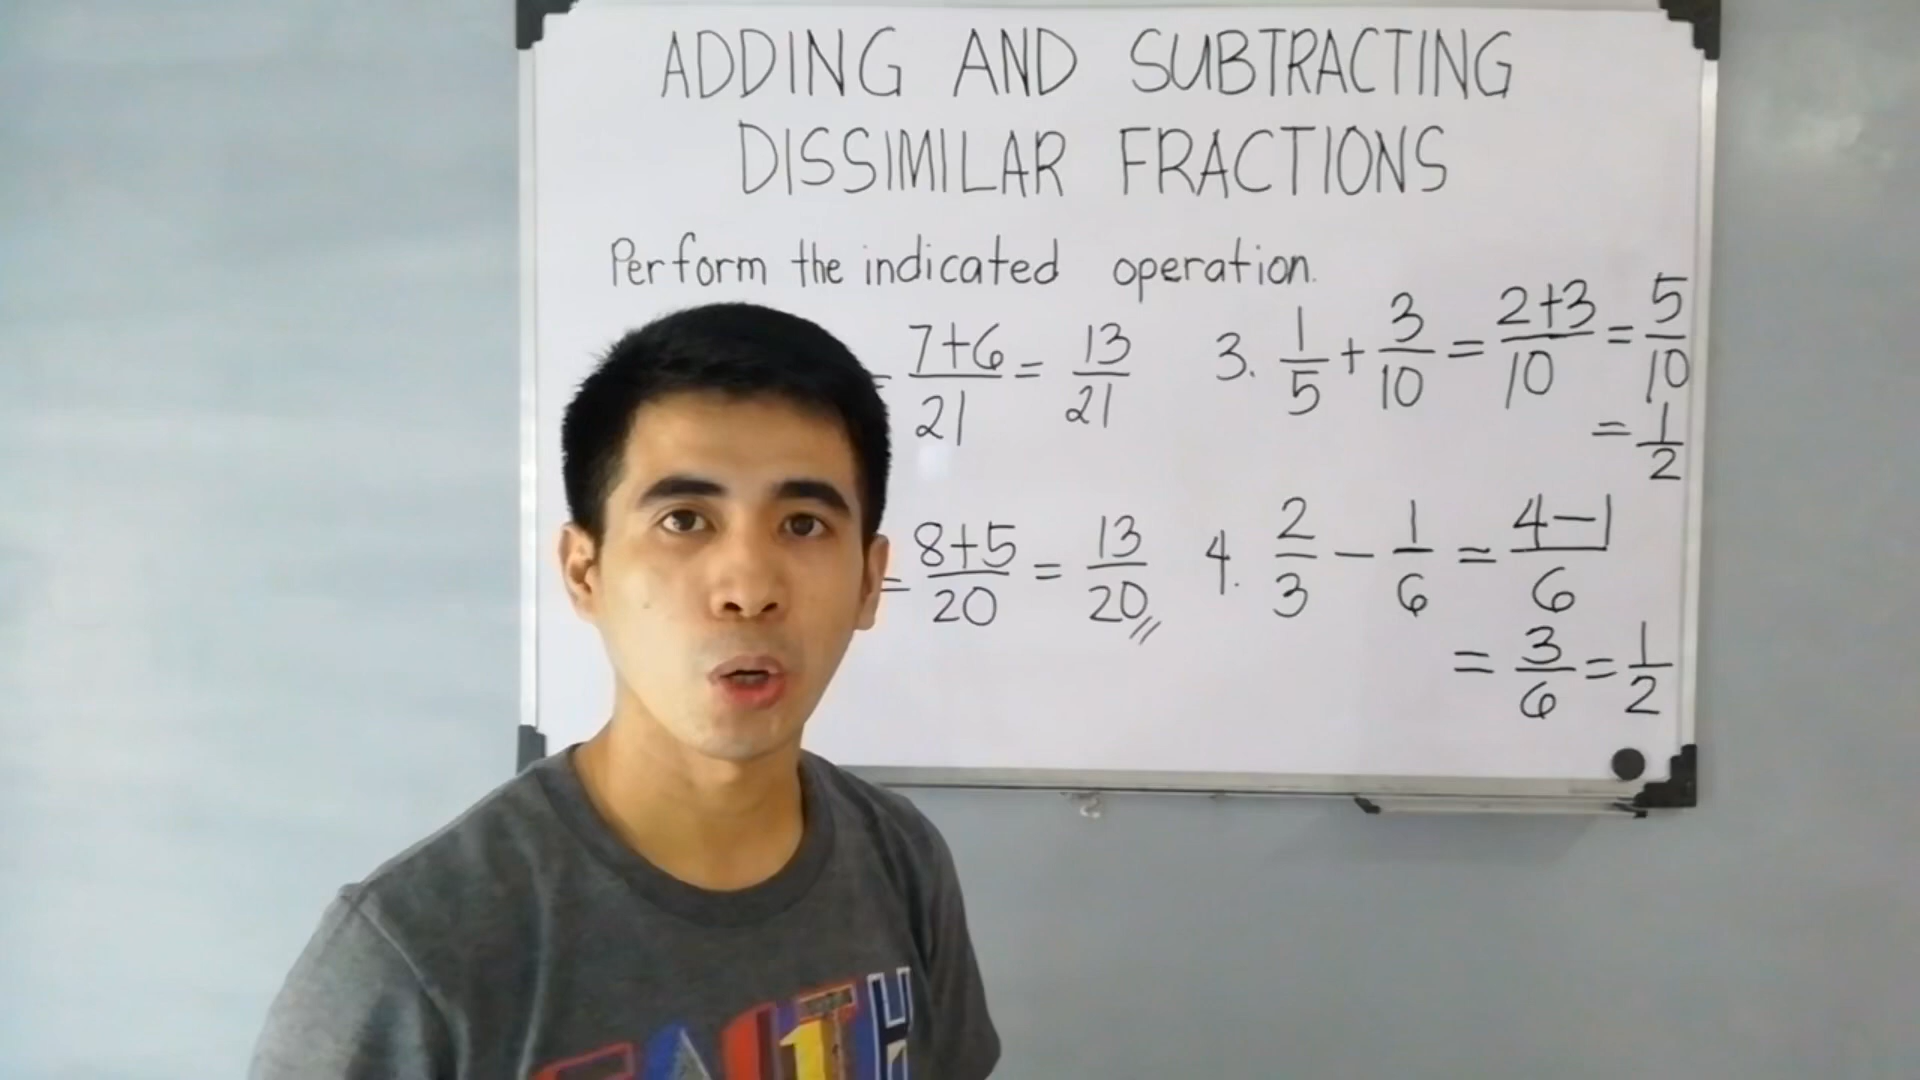 ADDING AND SUBTRACTING
DISSIMILAR FRACTIONS
Perform the indicated operation.
= 7+6/21 = 13/21
= 8+5/20 = 13/20
3. 1/5 + 3/10 = 2+3/10 = 5/10
= 1/2
4. 2/3 − 1/6 = 4−1/6
= 3/6 = 1/2
FAITH